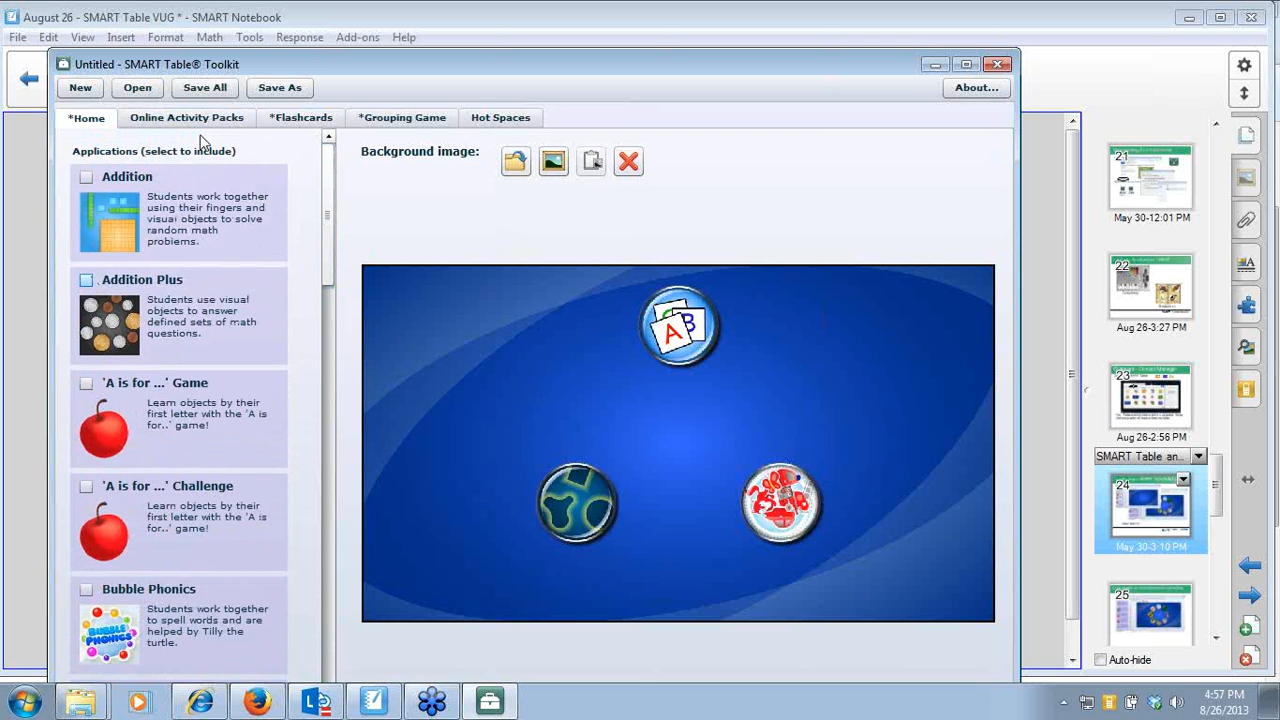 August 26 - SMART Table VUG * - SMART Notebook
File Edit View Insert Format Math Tools Response Add-ons Help
Untitled - SMART Table® Toolkit
New Open Save All Save As About...
*Home Online Activity Packs *Flashcards *Grouping Game Hot Spaces
Applications (select to include)
Background image:
Addition
Students work together
using their fingers and
visual objects to solve
random math
problems.
Addition Plus
Students use visual
objects to answer
defined sets of math
questions.
'A is for ...' Game
Learn objects by their
first letter with the 'A is
for..' game!
'A is for ...' Challenge
Learn objects by their
first letter with the 'A is
for..' game!
Bubble Phonics
Students work together
to spell words and are
helped by Tilly the
turtle.
BUBBLE
PHONICS
A B
21
May 30-12:01 PM
22
Aug 26-3:27 PM
23
Aug 26-2:56 PM
SMART Table an...
24
May 30-3:10 PM
25
Auto-hide
4:57 PM
8/26/2013